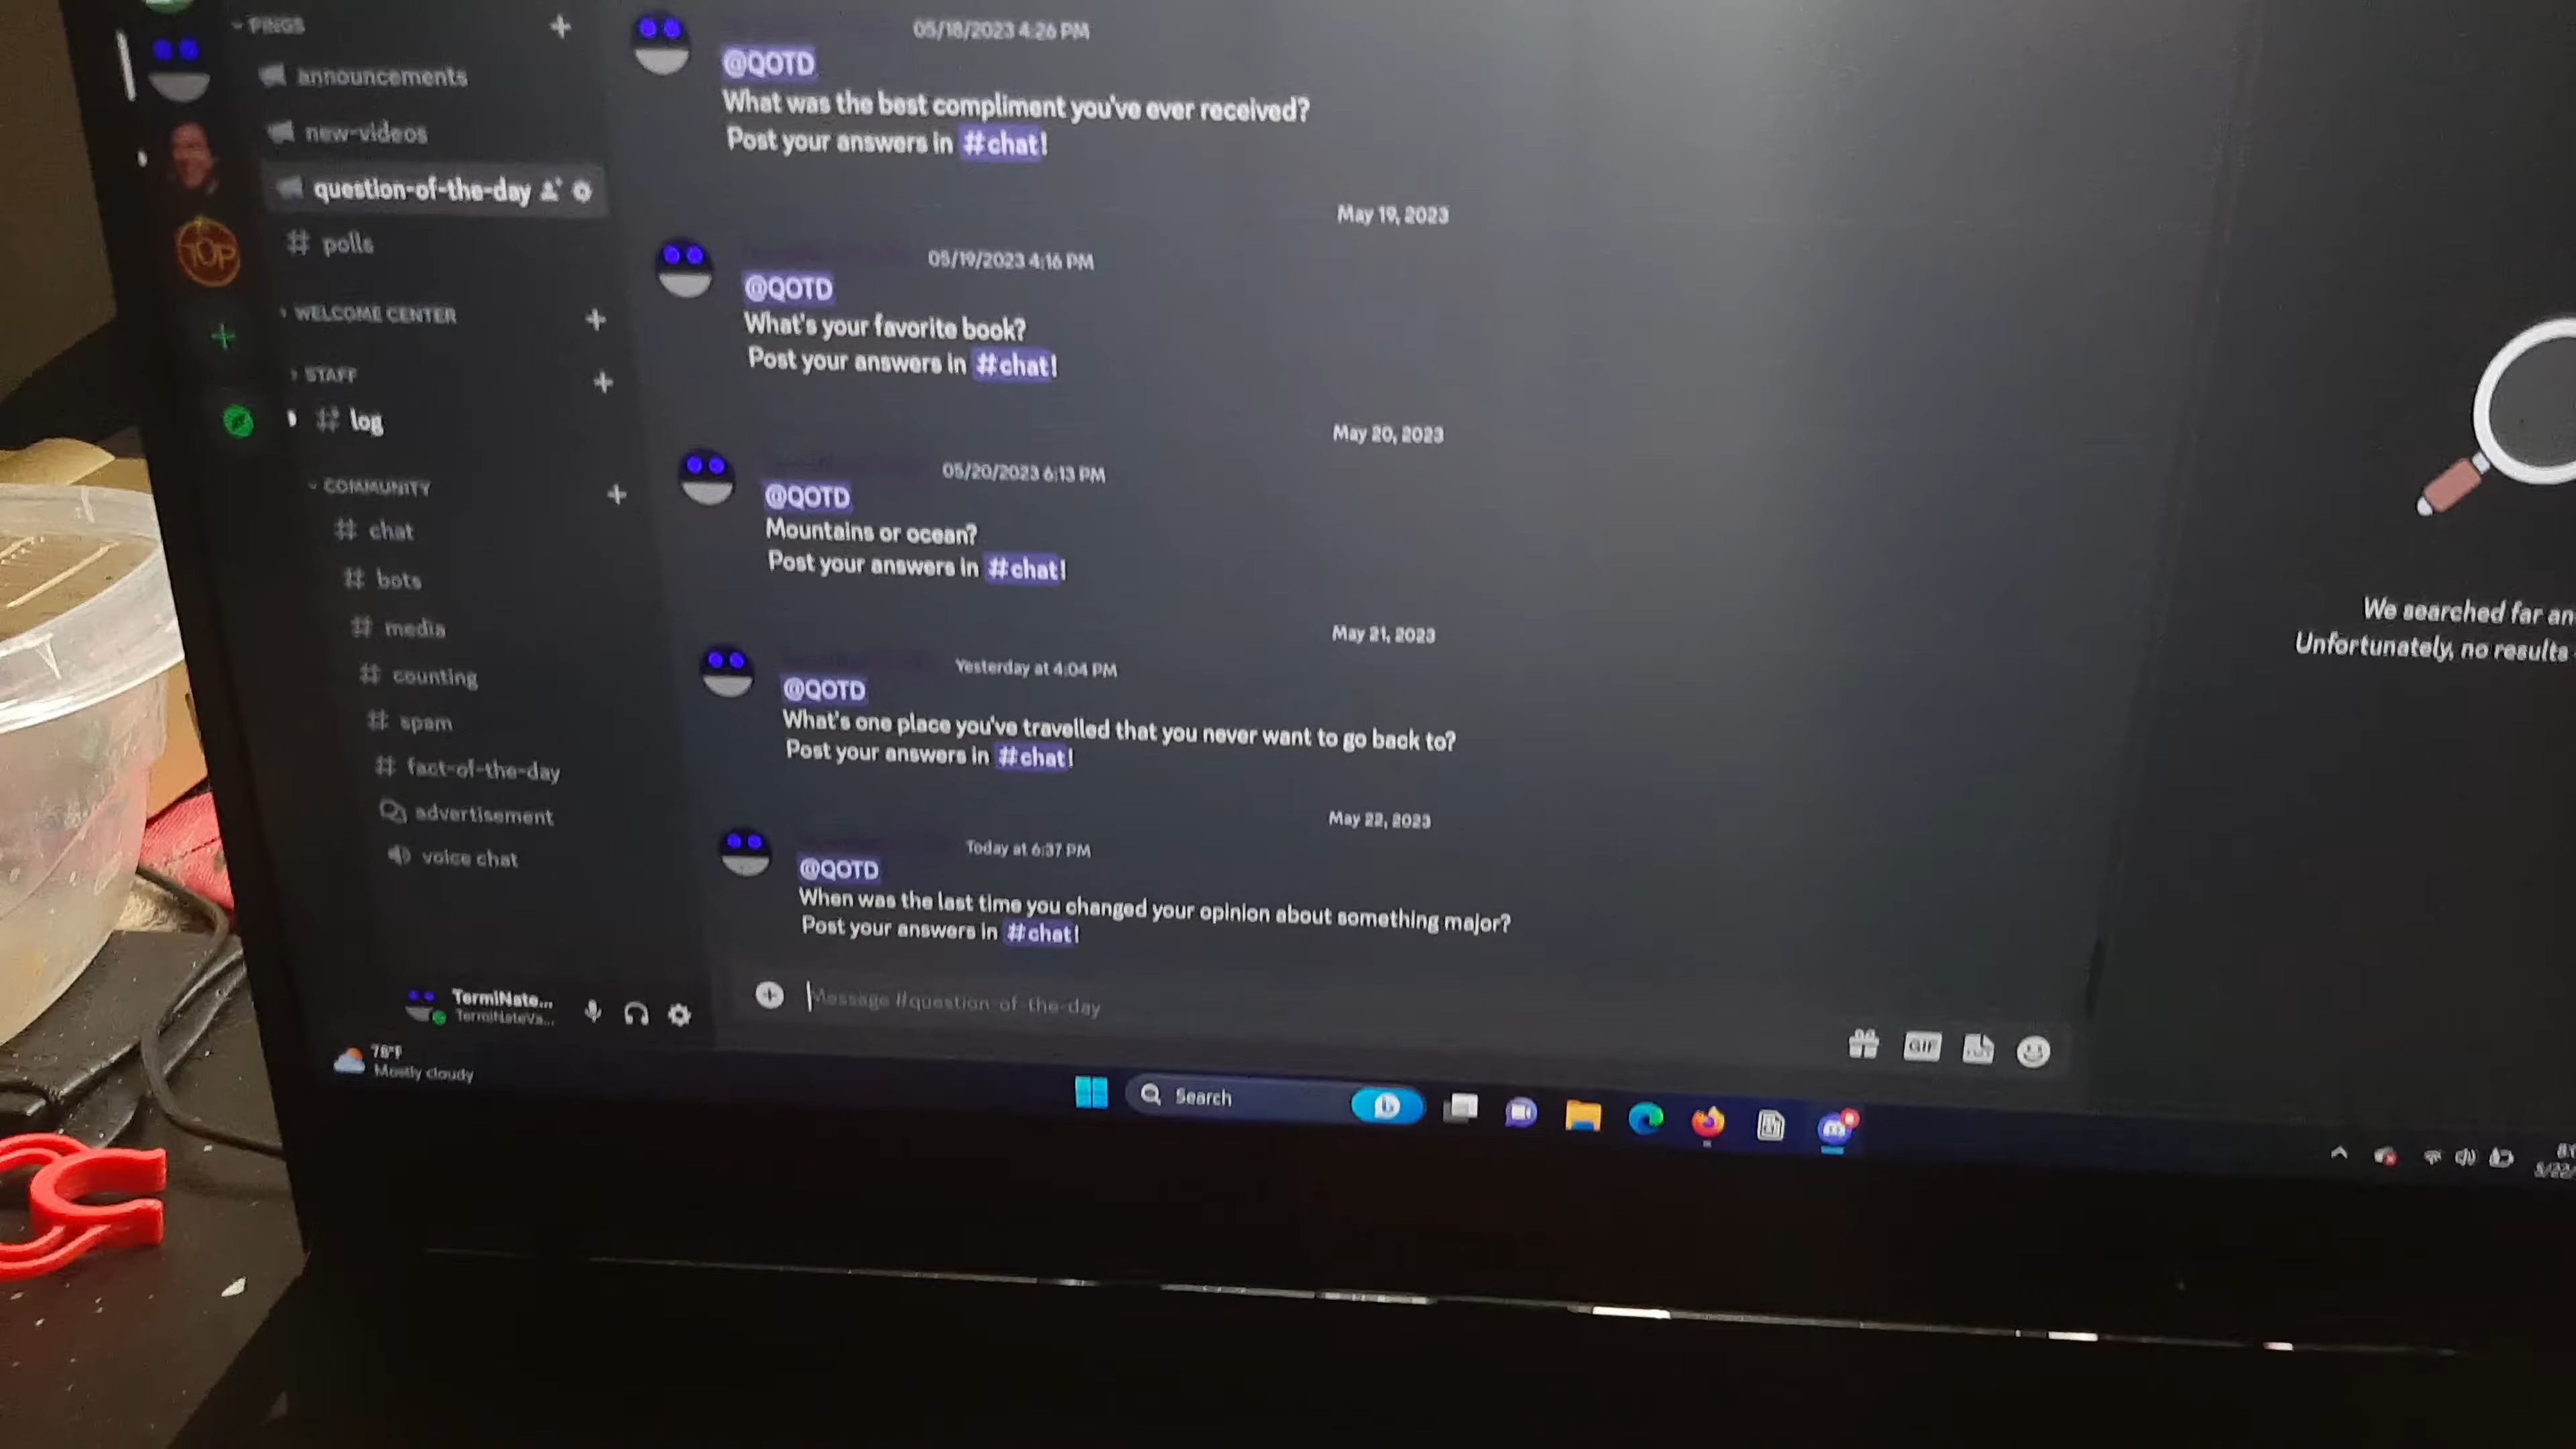 PINGS
announcements
new-videos
question-of-the-day
polls
TOP
WELCOME CENTER
STAFF
log
COMMUNITY
chat
bots
media
counting
spam
fact-of-the-day
advertisement
voice chat
TermiNate...
TermiNateVa...
05/18/2023 4:26 PM
@QOTD
What was the best compliment you've ever received?
Post your answers in #chat!
May 19, 2023
05/19/2023 4:16 PM
@QOTD
What's your favorite book?
Post your answers in #chat!
May 20, 2023
05/20/2023 6:13 PM
@QOTD
Mountains or ocean?
Post your answers in #chat!
May 21, 2023
Yesterday at 4:04 PM
@QOTD
What's one place you've travelled that you never want to go back to?
Post your answers in #chat!
May 22, 2023
Today at 6:37 PM
@QOTD
When was the last time you changed your opinion about something major?
Post your answers in #chat!
Message #question-of-the-day
GIF
We searched far an
Unfortunately, no results
78°F
Mostly cloudy
Search
5/22